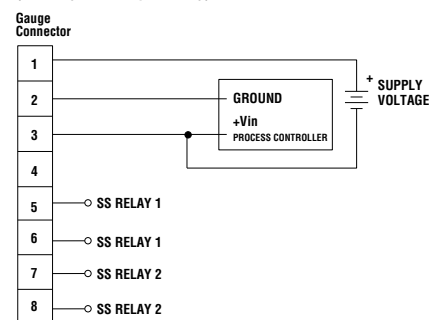 Gauge
Connector
1
+ SUPPLY
VOLTAGE
2
GROUND
3
+Vin
PROCESS CONTROLLER
4
5
SS RELAY 1
6
SS RELAY 1
7
SS RELAY 2
8
SS RELAY 2